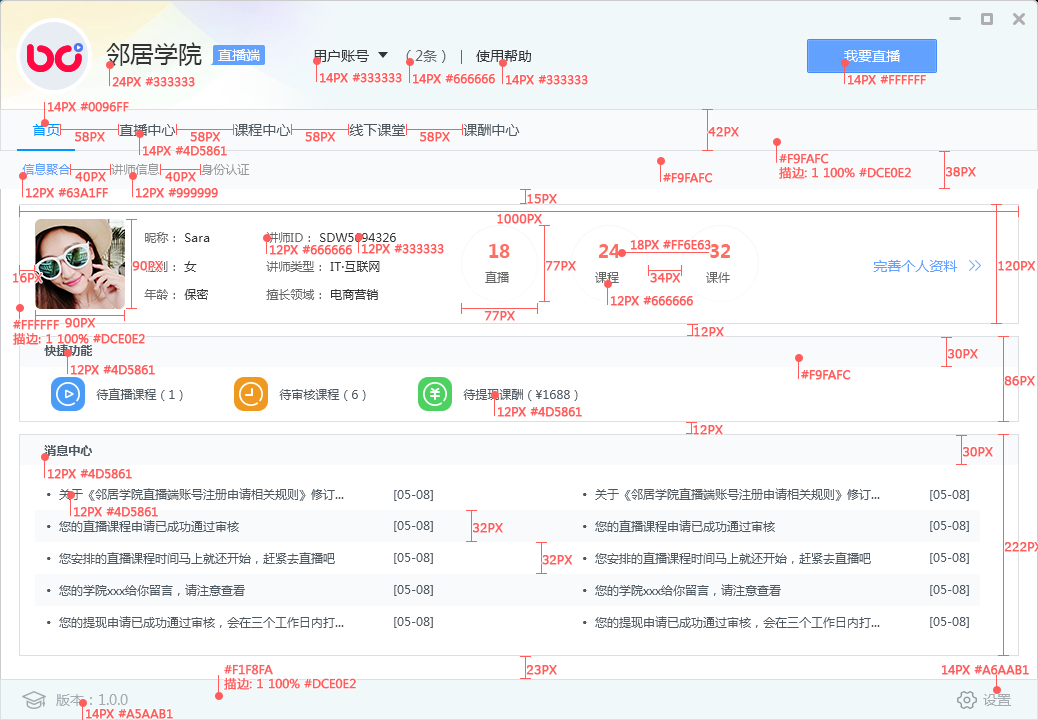 邻居学院 直播端 用户账号 (2条) | 使用帮助 我要直播
24PX #333333 14PX #333333 14PX #666666 14PX #333333 14PX #FFFFFF
14PX #0096FF
首页 58PX 直播中心 58PX 课程中心 58PX 线下课堂 58PX 课酬中心 42PX
14PX #4D5861
#F9FAFC
描边: 1 100% #DCE0E2
信息聚合 40PX 讲师信息 40PX 身份认证 #F9FAFC 38PX
12PX #63A1FF 12PX #999999
15PX
1000PX
昵称： Sara 讲师ID： SDW5094326
12PX #666666 12PX #333333
18 24 18PX #FF6E63 32
90PX 女 讲师类型： IT·互联网 直播 77PX 课程 34PX 课件 完善个人资料 120PX
16PX
年龄： 保密 擅长领域： 电商营销 12PX #666666
90PX 77PX
#FFFFFF
描边: 1 100% #DCE0E2
12PX
快捷功能 30PX
12PX #4D5861 #F9FAFC 86PX
待直播课程 ( 1 ) 待审核课程 ( 6 ) 待提现课酬 ( ¥1688 )
12PX #4D5861
12PX
消息中心 30PX
12PX #4D5861
• 关于《邻居学院直播端账号注册申请相关规则》修订... [05-08] • 关于《邻居学院直播端账号注册申请相关规则》修订... [05-08]
12PX #4D5861
• 您的直播课程申请已成功通过审核 [05-08] 32PX • 您的直播课程申请已成功通过审核 [05-08]
222PX
• 您安排的直播课程时间马上就还开始，赶紧去直播吧 [05-08] 32PX • 您安排的直播课程时间马上就还开始，赶紧去直播吧 [05-08]
• 您的学院xxx给你留言，请注意查看 [05-08] • 您的学院xxx给你留言，请注意查看 [05-08]
• 您的提现申请已成功通过审核，会在三个工作日内打... [05-08] • 您的提现申请已成功通过审核，会在三个工作日内打... [05-08]
23PX
#F1F8FA
描边: 1 100% #DCE0E2
14PX #A6AAB1
版本：1.0.0 设置
14PX #A5AAB1